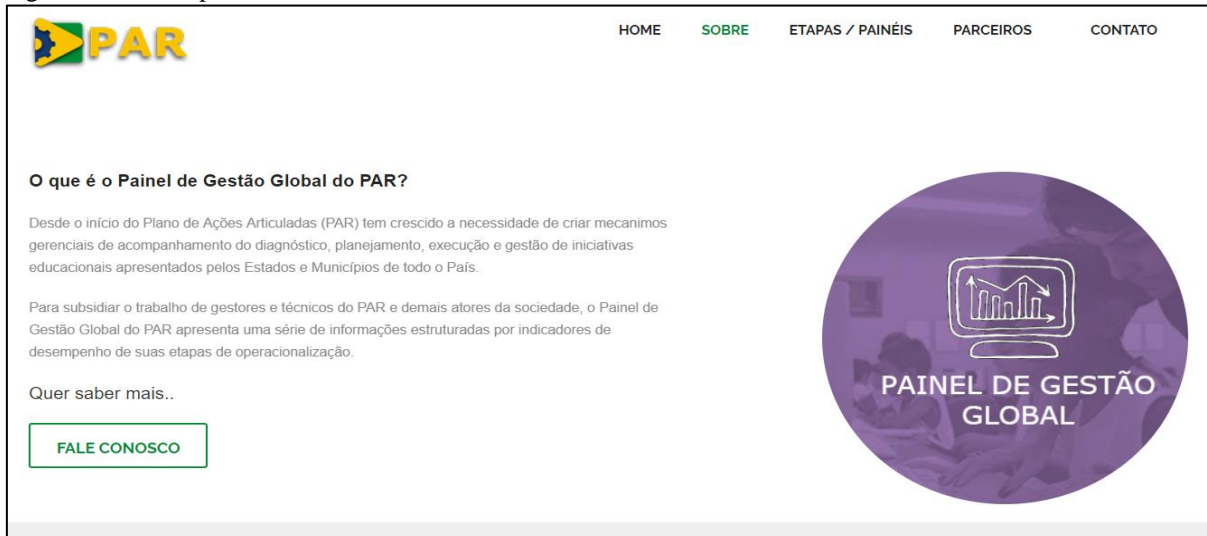 PAR
HOME SOBRE ETAPAS / PAINÉIS PARCEIROS CONTATO
O que é o Painel de Gestão Global do PAR?
Desde o início do Plano de Ações Articuladas (PAR) tem crescido a necessidade de criar mecanimos
gerenciais de acompanhamento do diagnóstico, planejamento, execução e gestão de iniciativas
educacionais apresentados pelos Estados e Municípios de todo o País.
Para subsidiar o trabalho de gestores e técnicos do PAR e demais atores da sociedade, o Painel de
Gestão Global do PAR apresenta uma série de informações estruturadas por indicadores de
desempenho de suas etapas de operacionalização.
Quer saber mais..
FALE CONOSCO
PAINEL DE GESTÃO
GLOBAL